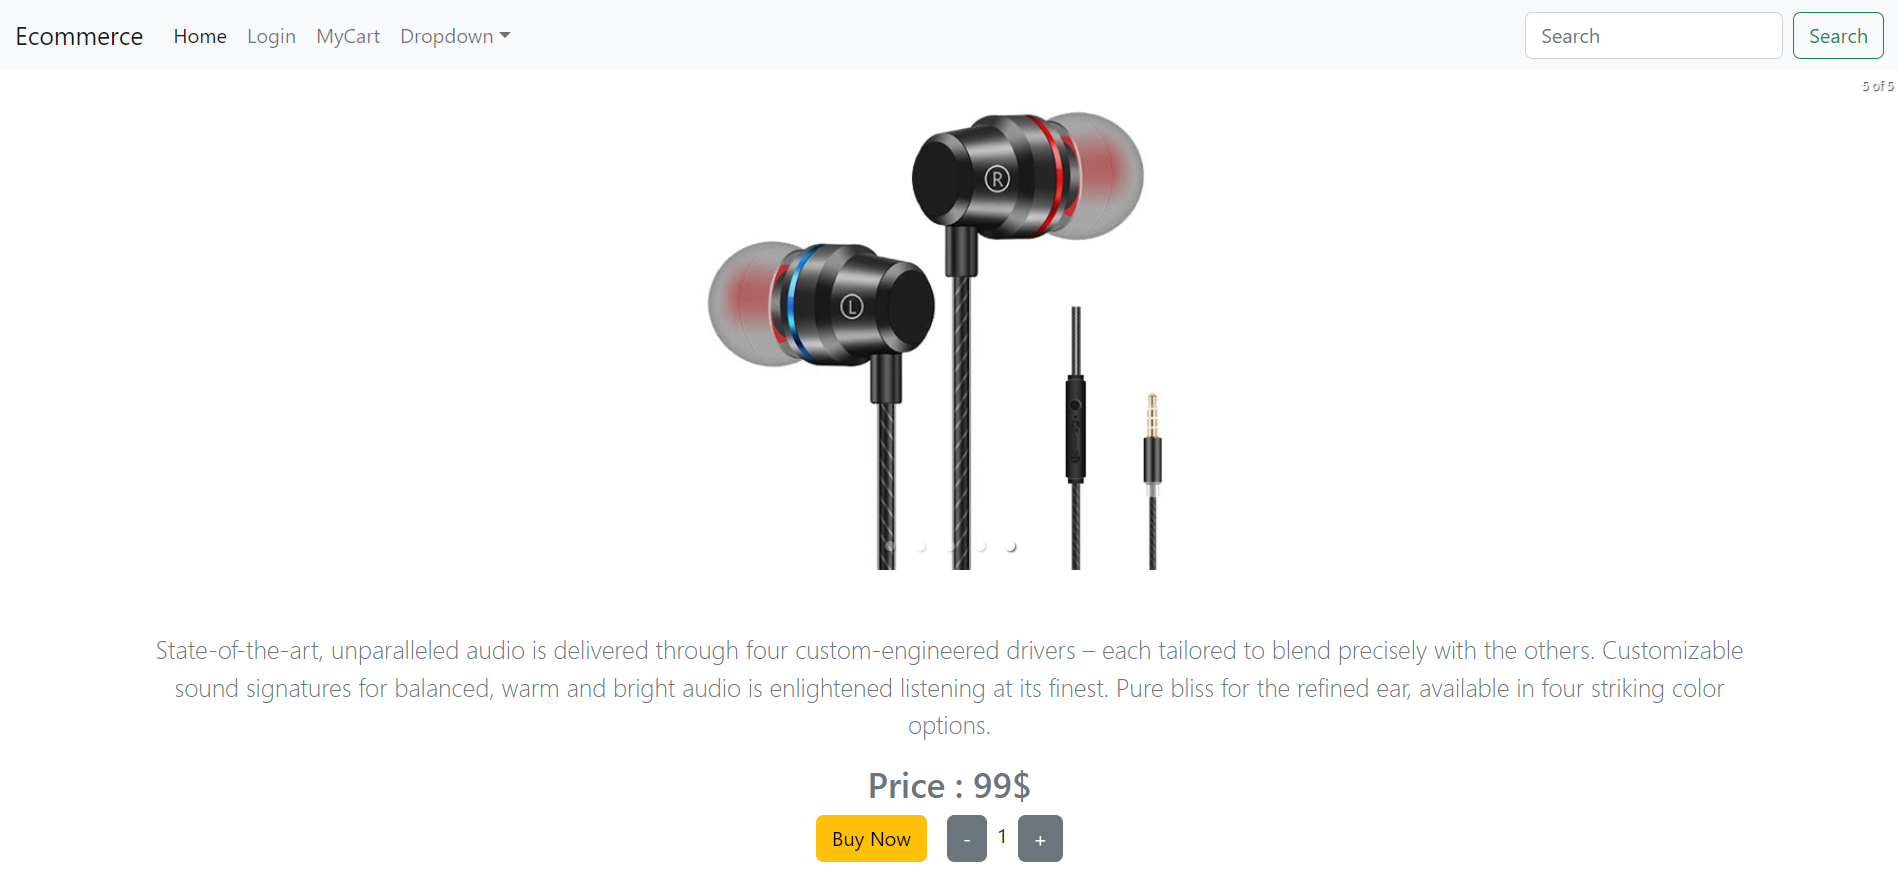 Ecommerce Home Login MyCart Dropdown Search Search
5 of 5
R
L
State-of-the-art, unparalleled audio is delivered through four custom-engineered drivers – each tailored to blend precisely with the others. Customizable
sound signatures for balanced, warm and bright audio is enlightened listening at its finest. Pure bliss for the refined ear, available in four striking color
options.
Price : 99$
Buy Now - 1 +